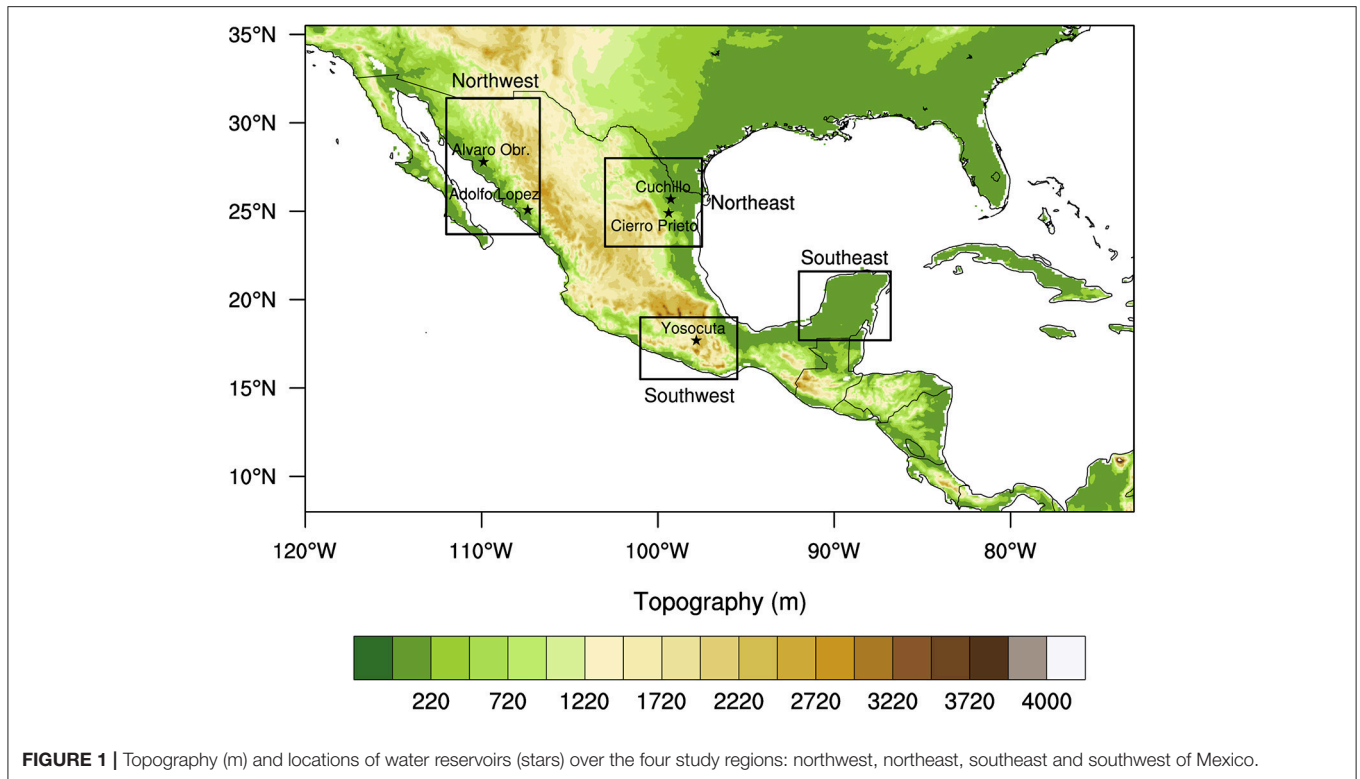 35°N
Northwest
30°N
Alvaro Obr.
Cuchillo
Adolfo Lopez
Northeast
25°N
Cierro Prieto
Southeast
20°N
Yosocuta
15°N
Southwest
10°N
120°W 110°W 100°W 90°W 80°W
Topography (m)
220 720 1220 1720 2220 2720 3220 3720 4000
FIGURE 1 | Topography (m) and locations of water reservoirs (stars) over the four study regions: northwest, northeast, southeast and southwest of Mexico.